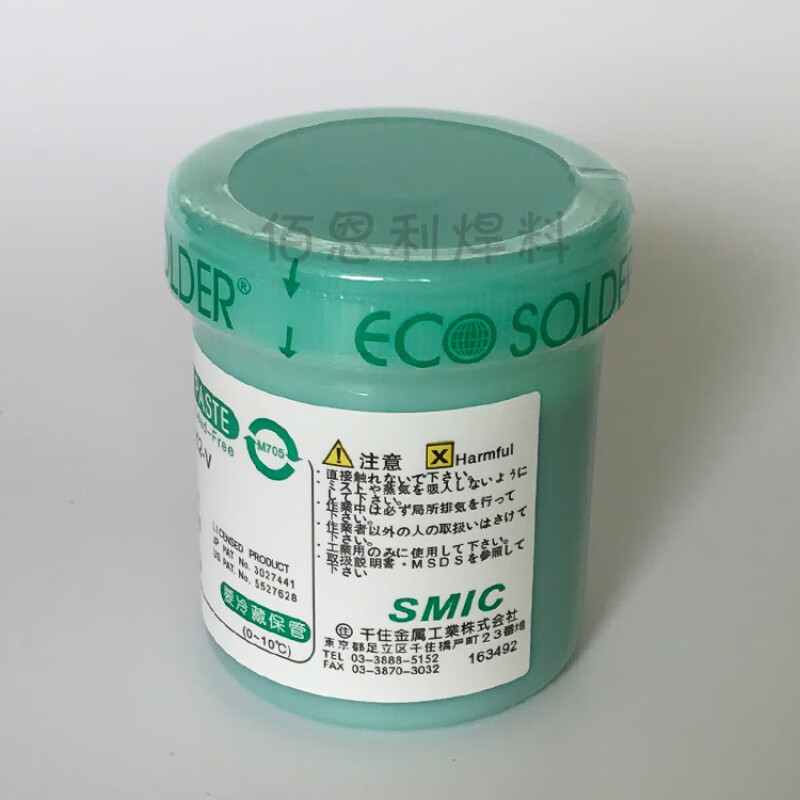 佰恩利焊料
OLDER®
ECO SOLDE
PASTE
ad-Free
M705
2-V
LICENSED PRODUCT
JP PAT No. 3027441
US PAT. No. 5527628
要冷藏保管
(0~10℃)
注意
Harmful
・直接触れないで下さい。
・ミストや蒸気を吸入しないように
して下さい。
・作業中は必ず局所排気を行って
下さい。
・作業者以外の人の取扱いはさけて
下さい。
・工業用のみに使用して下さい。
・取扱説明書・MSDSを参照して
下さい
SMIC
千住金属工業株式会社
東京都足立区千住橋戸町23番地
TEL 03-3888-5152
FAX 03-3870-3032
163492